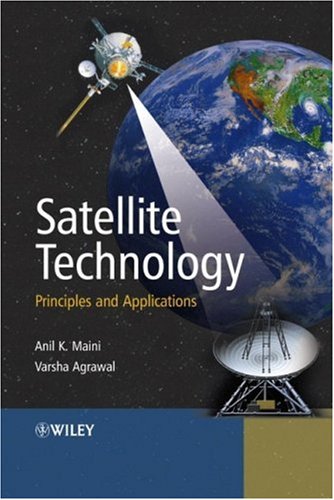 Satellite
Technology
Principles and Applications
Anil K. Maini
Varsha Agrawal
WILEY